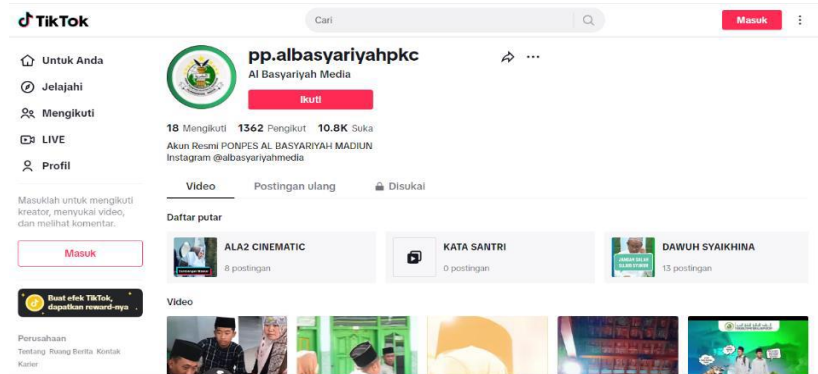 TikTok
Cari
Masuk
Untuk Anda
Jelajahi
Mengikuti
LIVE
Profil
Masuklah untuk mengikuti
kreator, menyukai video,
dan melihat komentar.
Masuk
Buat efek TikTok,
dapatkan reward-nya
Perusahaan
Tentang Ruang Berita Kontak
Karier
pp.albasyariyahpkc
Al Basyariyah Media
Ikuti
18 Mengikuti 1362 Pengikut 10.8K Suka
Akun Resmi PONPES AL BASYARIYAH MADIUN
Instagram @albasyariyahmedia
Video Postingan ulang Disukai
Daftar putar
ALA2 CINEMATIC
8 postingan
KATA SANTRI
0 postingan
DAWUH SYAIKHINA
13 postingan
Video